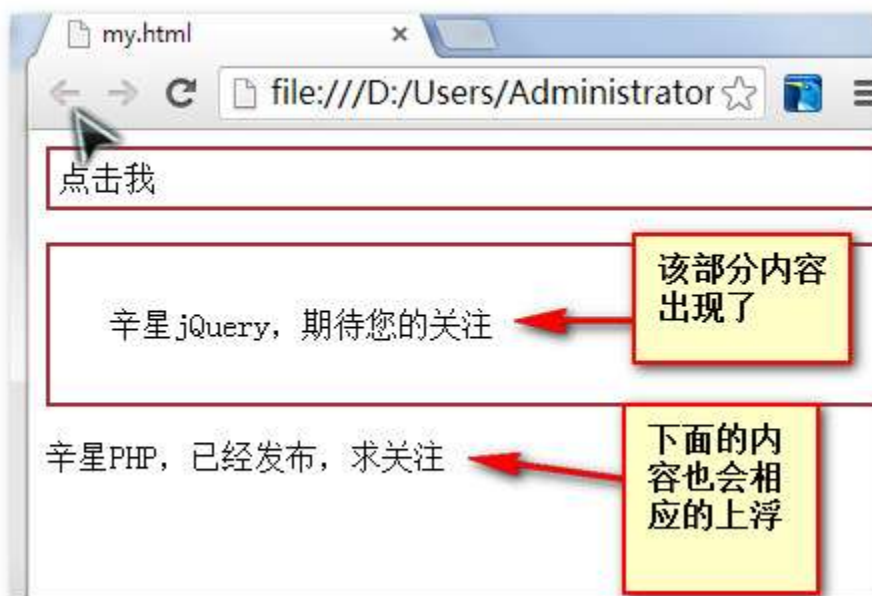 my.html
file:///D:/Users/Administrator
点击我
该部分内容
出现了
辛星jQuery，期待您的关注
下面的内
容也会相
应的上浮
辛星PHP，已经发布，求关注